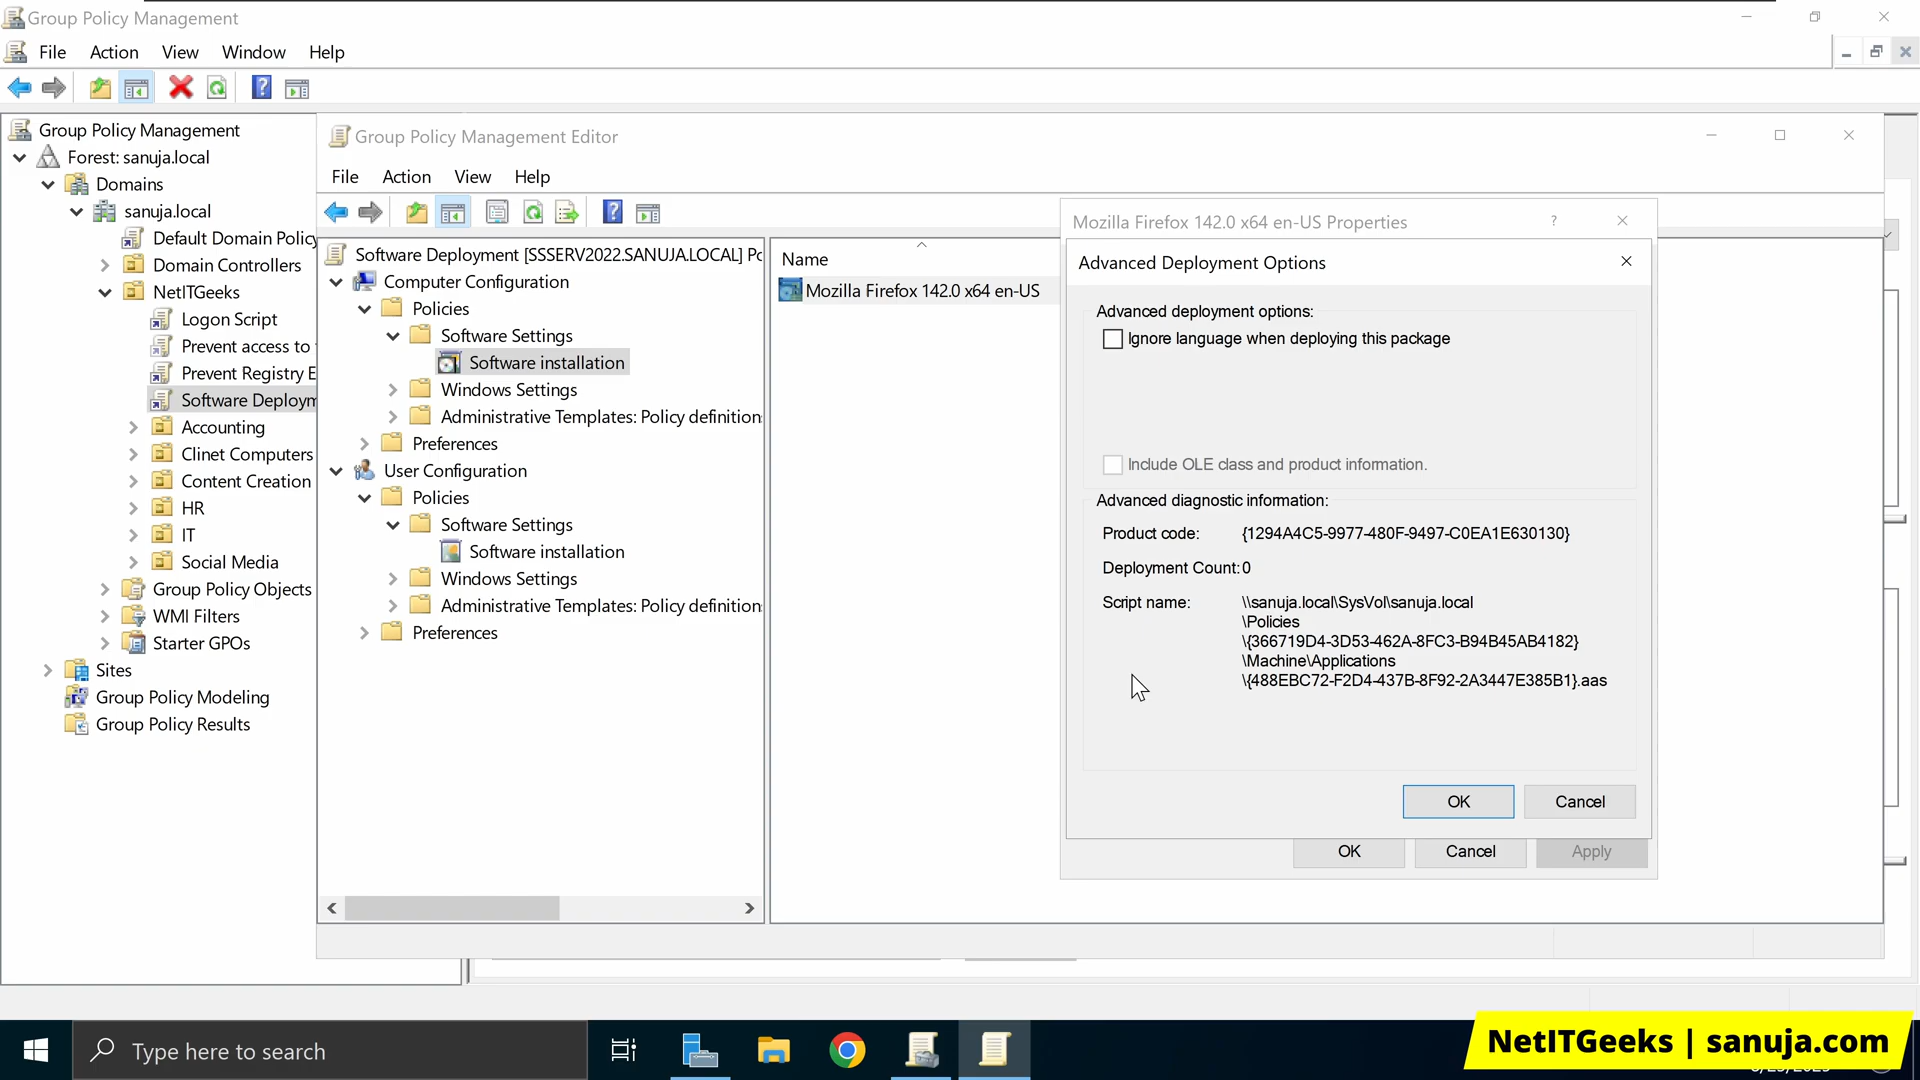 Group Policy Management
File Action View Window Help
Group Policy Management
Forest: sanuja.local
Domains
sanuja.local
Default Domain Policy
Domain Controllers
NetITGeeks
Logon Script
Prevent access to
Prevent Registry E
Software Deploym
Accounting
Clinet Computers
Content Creation
HR
IT
Social Media
Group Policy Objects
WMI Filters
Starter GPOs
Sites
Group Policy Modeling
Group Policy Results
Group Policy Management Editor
File Action View Help
Software Deployment [SSSERV2022.SANUJA.LOCAL] Pc
Computer Configuration
Policies
Software Settings
Software installation
Windows Settings
Administrative Templates: Policy definition
Preferences
User Configuration
Policies
Software Settings
Software installation
Windows Settings
Administrative Templates: Policy definition
Preferences
Name
Mozilla Firefox 142.0 x64 en-US
Mozilla Firefox 142.0 x64 en-US Properties
Advanced Deployment Options
Advanced deployment options:
Ignore language when deploying this package
Include OLE class and product information.
Advanced diagnostic information:
Product code: {1294A4C5-9977-480F-9497-C0EA1E630130}
Deployment Count: 0
Script name: \\sanuja.local\SysVol\sanuja.local
\Policies
\{366719D4-3D53-462A-8FC3-B94B45AB4182}
\Machine\Applications
\{488EBC72-F2D4-437B-8F92-2A3447E385B1}.aas
OK Cancel
OK Cancel Apply
Type here to search
NetITGeeks | sanuja.com